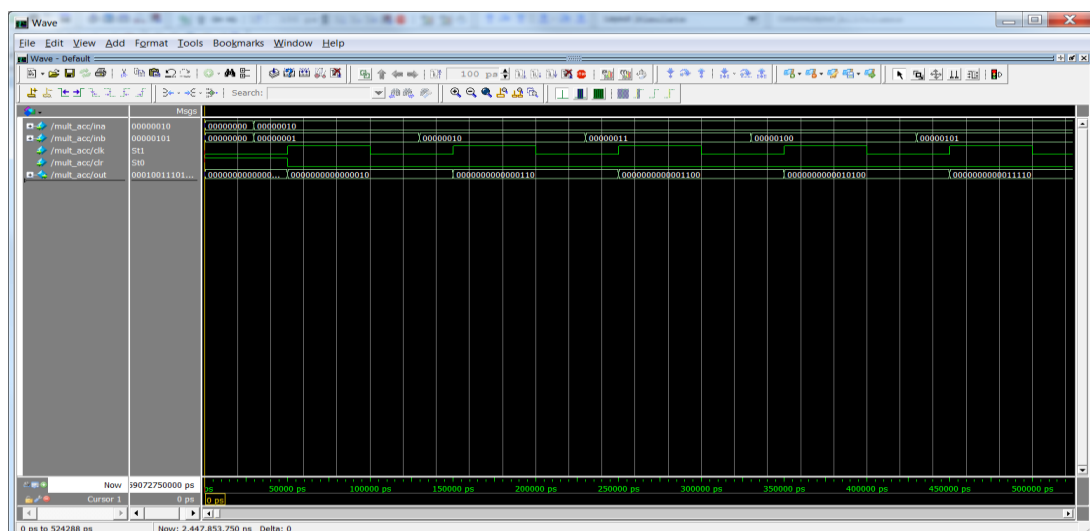 Wave
File Edit View Add Format Tools Bookmarks Window Help
Wave - Default
100 ps
Search:
Msgs
/mult_acc/ina 00000010 00000000 00000010
/mult_acc/inb 00000101 00000000 00000001 00000010 00000011 00000100 00000101
/mult_acc/clk St1
/mult_acc/clr St0
/mult_acc/out 00010011101... 0000000000000... 0000000000000010 0000000000000110 0000000000001100 0000000000010100 0000000000011110
Now 59072750000 ps ps 50000 ps 100000 ps 150000 ps 200000 ps 250000 ps 300000 ps 350000 ps 400000 ps 450000 ps 500000 ps
Cursor 1 0 ps 0 ps
0 ps to 524288 ps Now: 2,447,853,750 ps Delta: 0